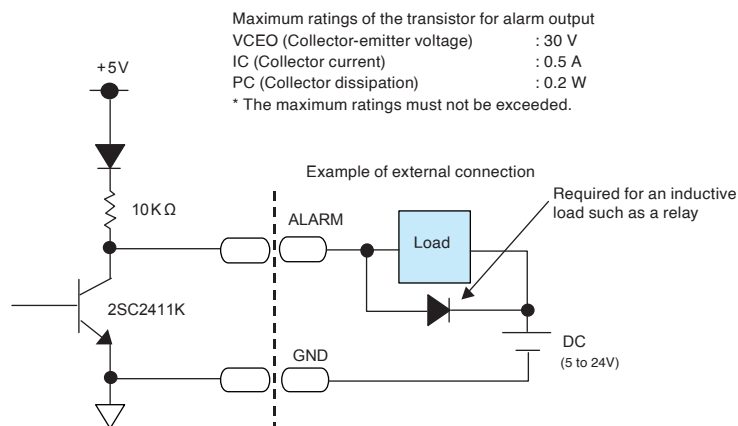 Maximum ratings of the transistor for alarm output
VCEO (Collector-emitter voltage) : 30 V
IC (Collector current) : 0.5 A
PC (Collector dissipation) : 0.2 W
* The maximum ratings must not be exceeded.
+5V
Example of external connection
Required for an inductive
load such as a relay
10KΩ
ALARM
Load
2SC2411K
GND
DC
(5 to 24V)